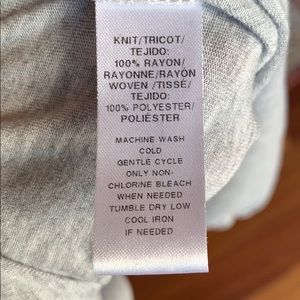 KNIT/TRICOT/
TEJIDO:
100% RAYON/
RAYONNE/RAYÓN
WOVEN /TISSÉ/
TEJIDO:
100% POLYESTER/
POLIÉSTER
MACHINE WASH
COLD
GENTLE CYCLE
ONLY NON-
CHLORINE BLEACH
WHEN NEEDED
TUMBLE DRY LOW
COOL IRON
IF NEEDED